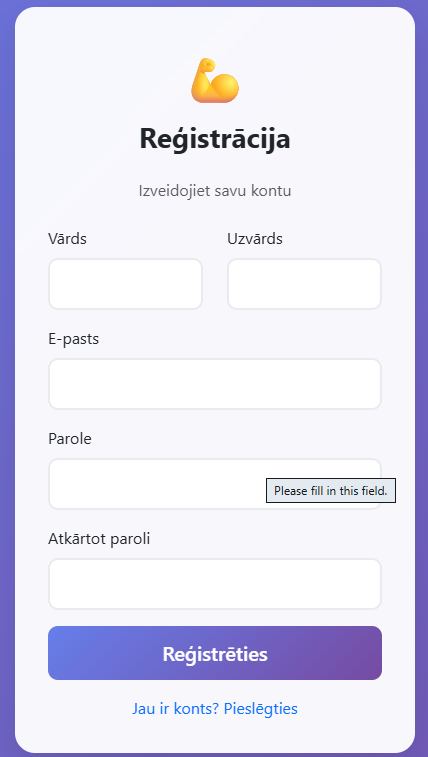 Reģistrācija
Izveidojiet savu kontu
Vārds Uzvārds
E-pasts
Parole
Please fill in this field.
Atkārtot paroli
Reģistrēties
Jau ir konts? Pieslēgties